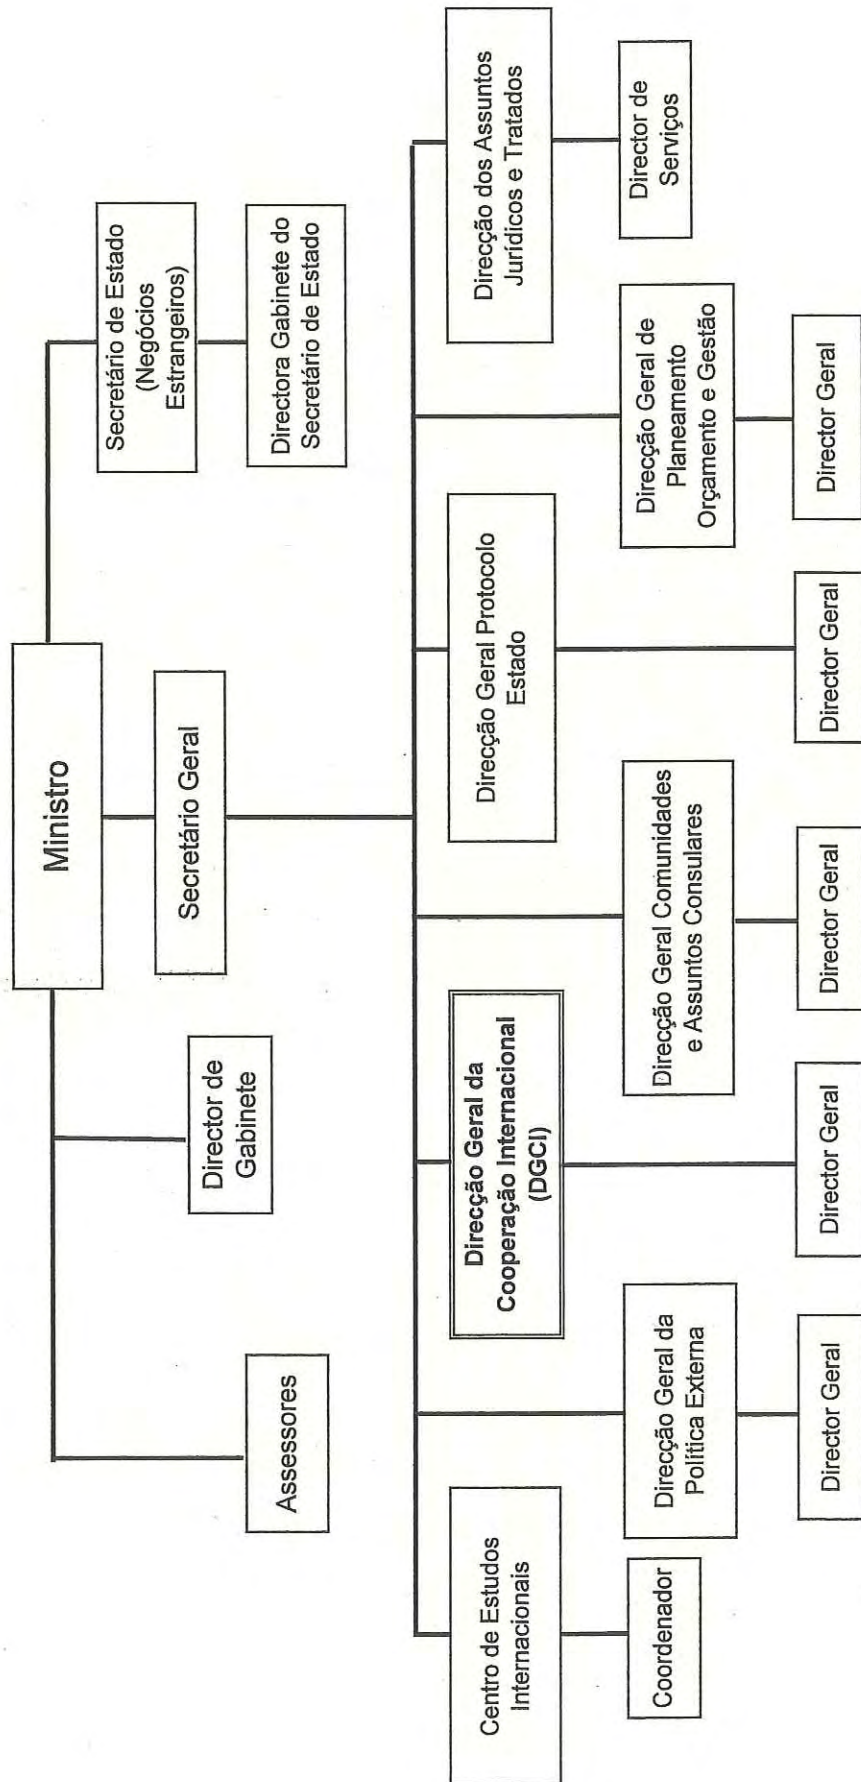 Ministro
Secretário de Estado
(Negócios
Estrangeiros)
Directora Gabinete do
Secretário de Estado
Secretário Geral
Director de
Gabinete
Assessores
Centro de Estudos
Internacionais
Coordenador
Direcção Geral da
Política Externa
Director Geral
Direcção Geral da
Cooperação Internacional
(DGCI)
Director Geral
Direcção Geral Comunidades
e Assuntos Consulares
Director Geral
Direcção Geral Protocolo
Estado
Director Geral
Direcção Geral de
Planeamento
Orçamento e Gestão
Director Geral
Direcção dos Assuntos
Jurídicos e Tratados
Director de
Serviços